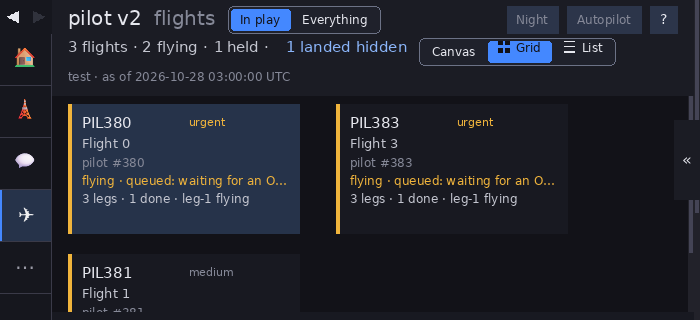 pilot v2 flights In play Everything Night Autopilot ?
3 flights · 2 flying · 1 held · 1 landed hidden Canvas Grid List
test · as of 2026-10-28 03:00:00 UTC
PIL380 urgent
Flight 0
pilot #380
flying · queued: waiting for an O…
3 legs · 1 done · leg-1 flying
PIL383 urgent
Flight 3
pilot #383
flying · queued: waiting for an O…
3 legs · 1 done · leg-1 flying
PIL381 medium
Flight 1
pilot #381